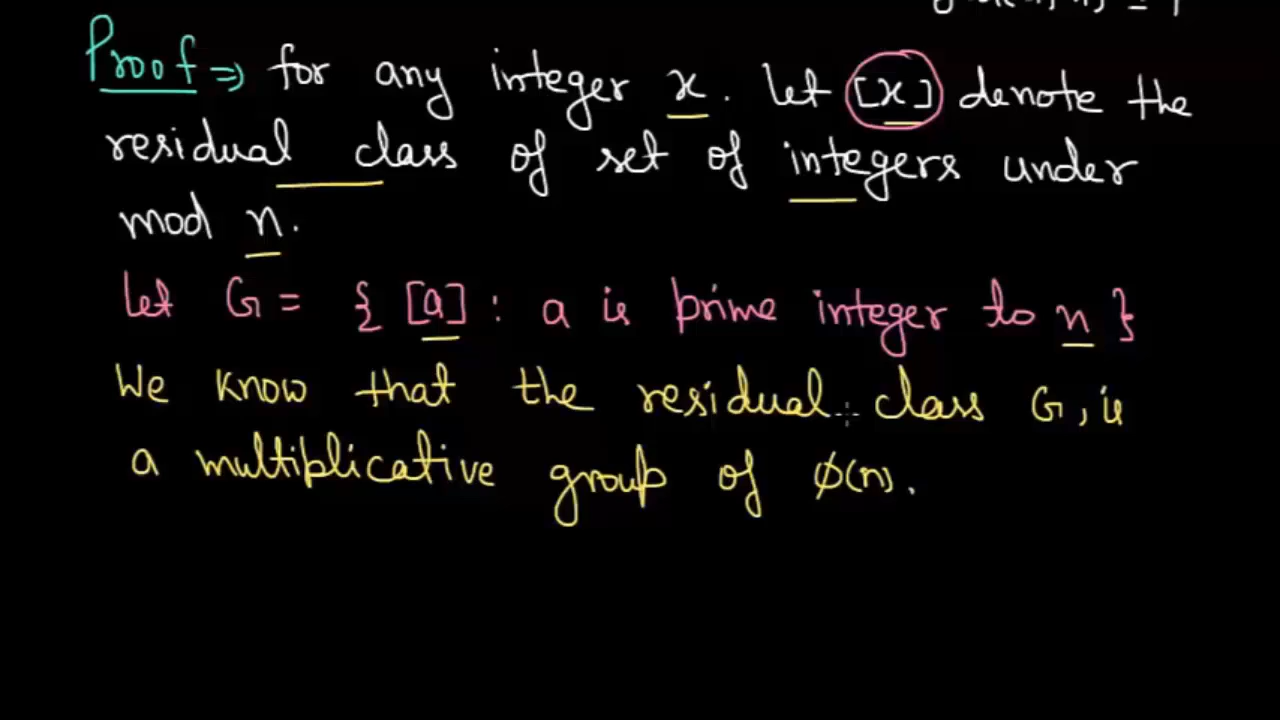 Proof ⇒ for any integer x. Let [x] denote the
residual class of set of integers under
mod n.
Let G = { [a] : a is prime integer to n }
We know that the residual class G, is
a multiplicative group of ϕ(n).